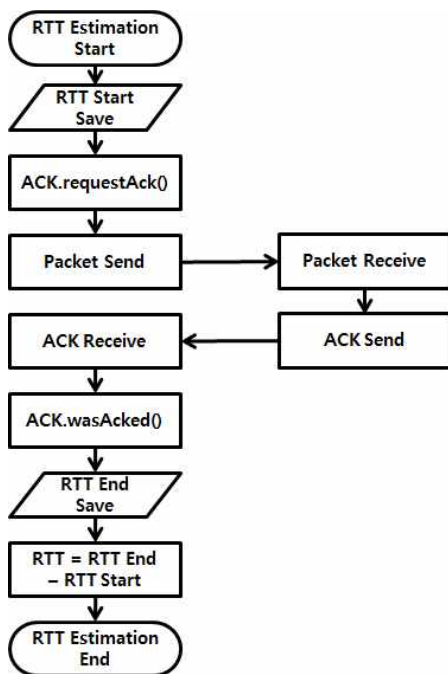 RTT Estimation
Start
RTT Start
Save
ACK.requestAck()
Packet Send
Packet Receive
ACK Send
ACK Receive
ACK.wasAcked()
RTT End
Save
RTT = RTT End
– RTT Start
RTT Estimation
End